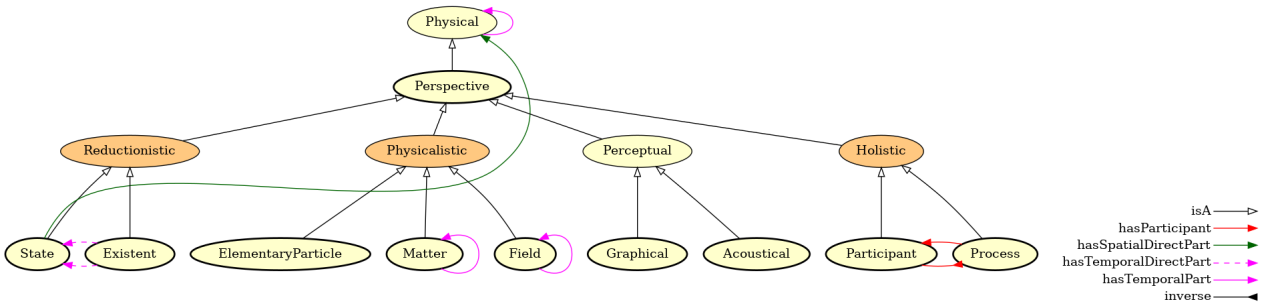 Physical
Perspective
Reductionistic
Physicalistic
Perceptual
Holistic
State
Existent
ElementaryParticle
Matter
Field
Graphical
Acoustical
Participant
Process
isA
hasParticipant
hasSpatialDirectPart
hasTemporalDirectPart
hasTemporalPart
inverse